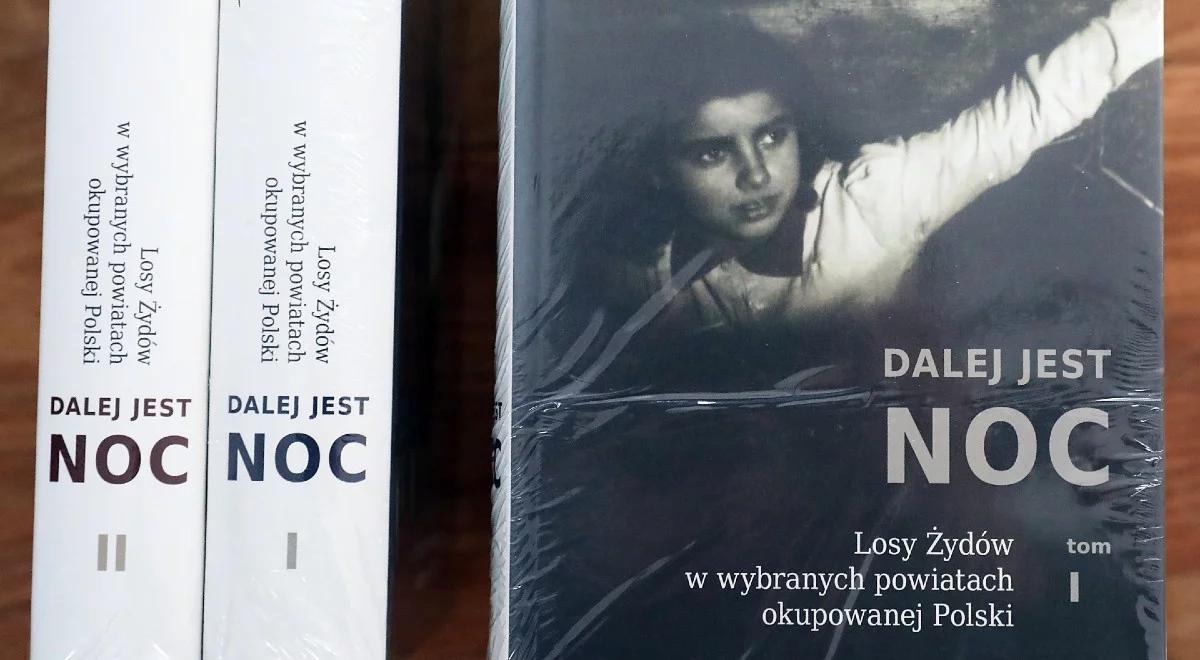 Losy Żydów
w wybranych powiatach
okupowanej Polski
DALEJ JEST
NOC
II
Losy Żydów
w wybranych powiatach
okupowanej Polski
DALEJ JEST
NOC
I
DALEJ JEST
NOC
Losy Żydów
w wybranych powiatach
okupowanej Polski
tom
I